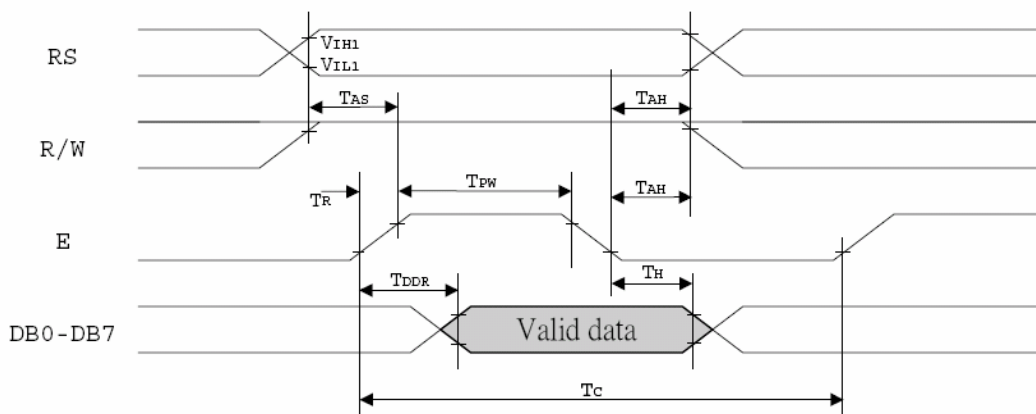 RS
VIH1
VIL1
TAS
TAH
R/W
TR
TPW
TAH
E
TDDR
TH
DB0-DB7
Valid data
TC